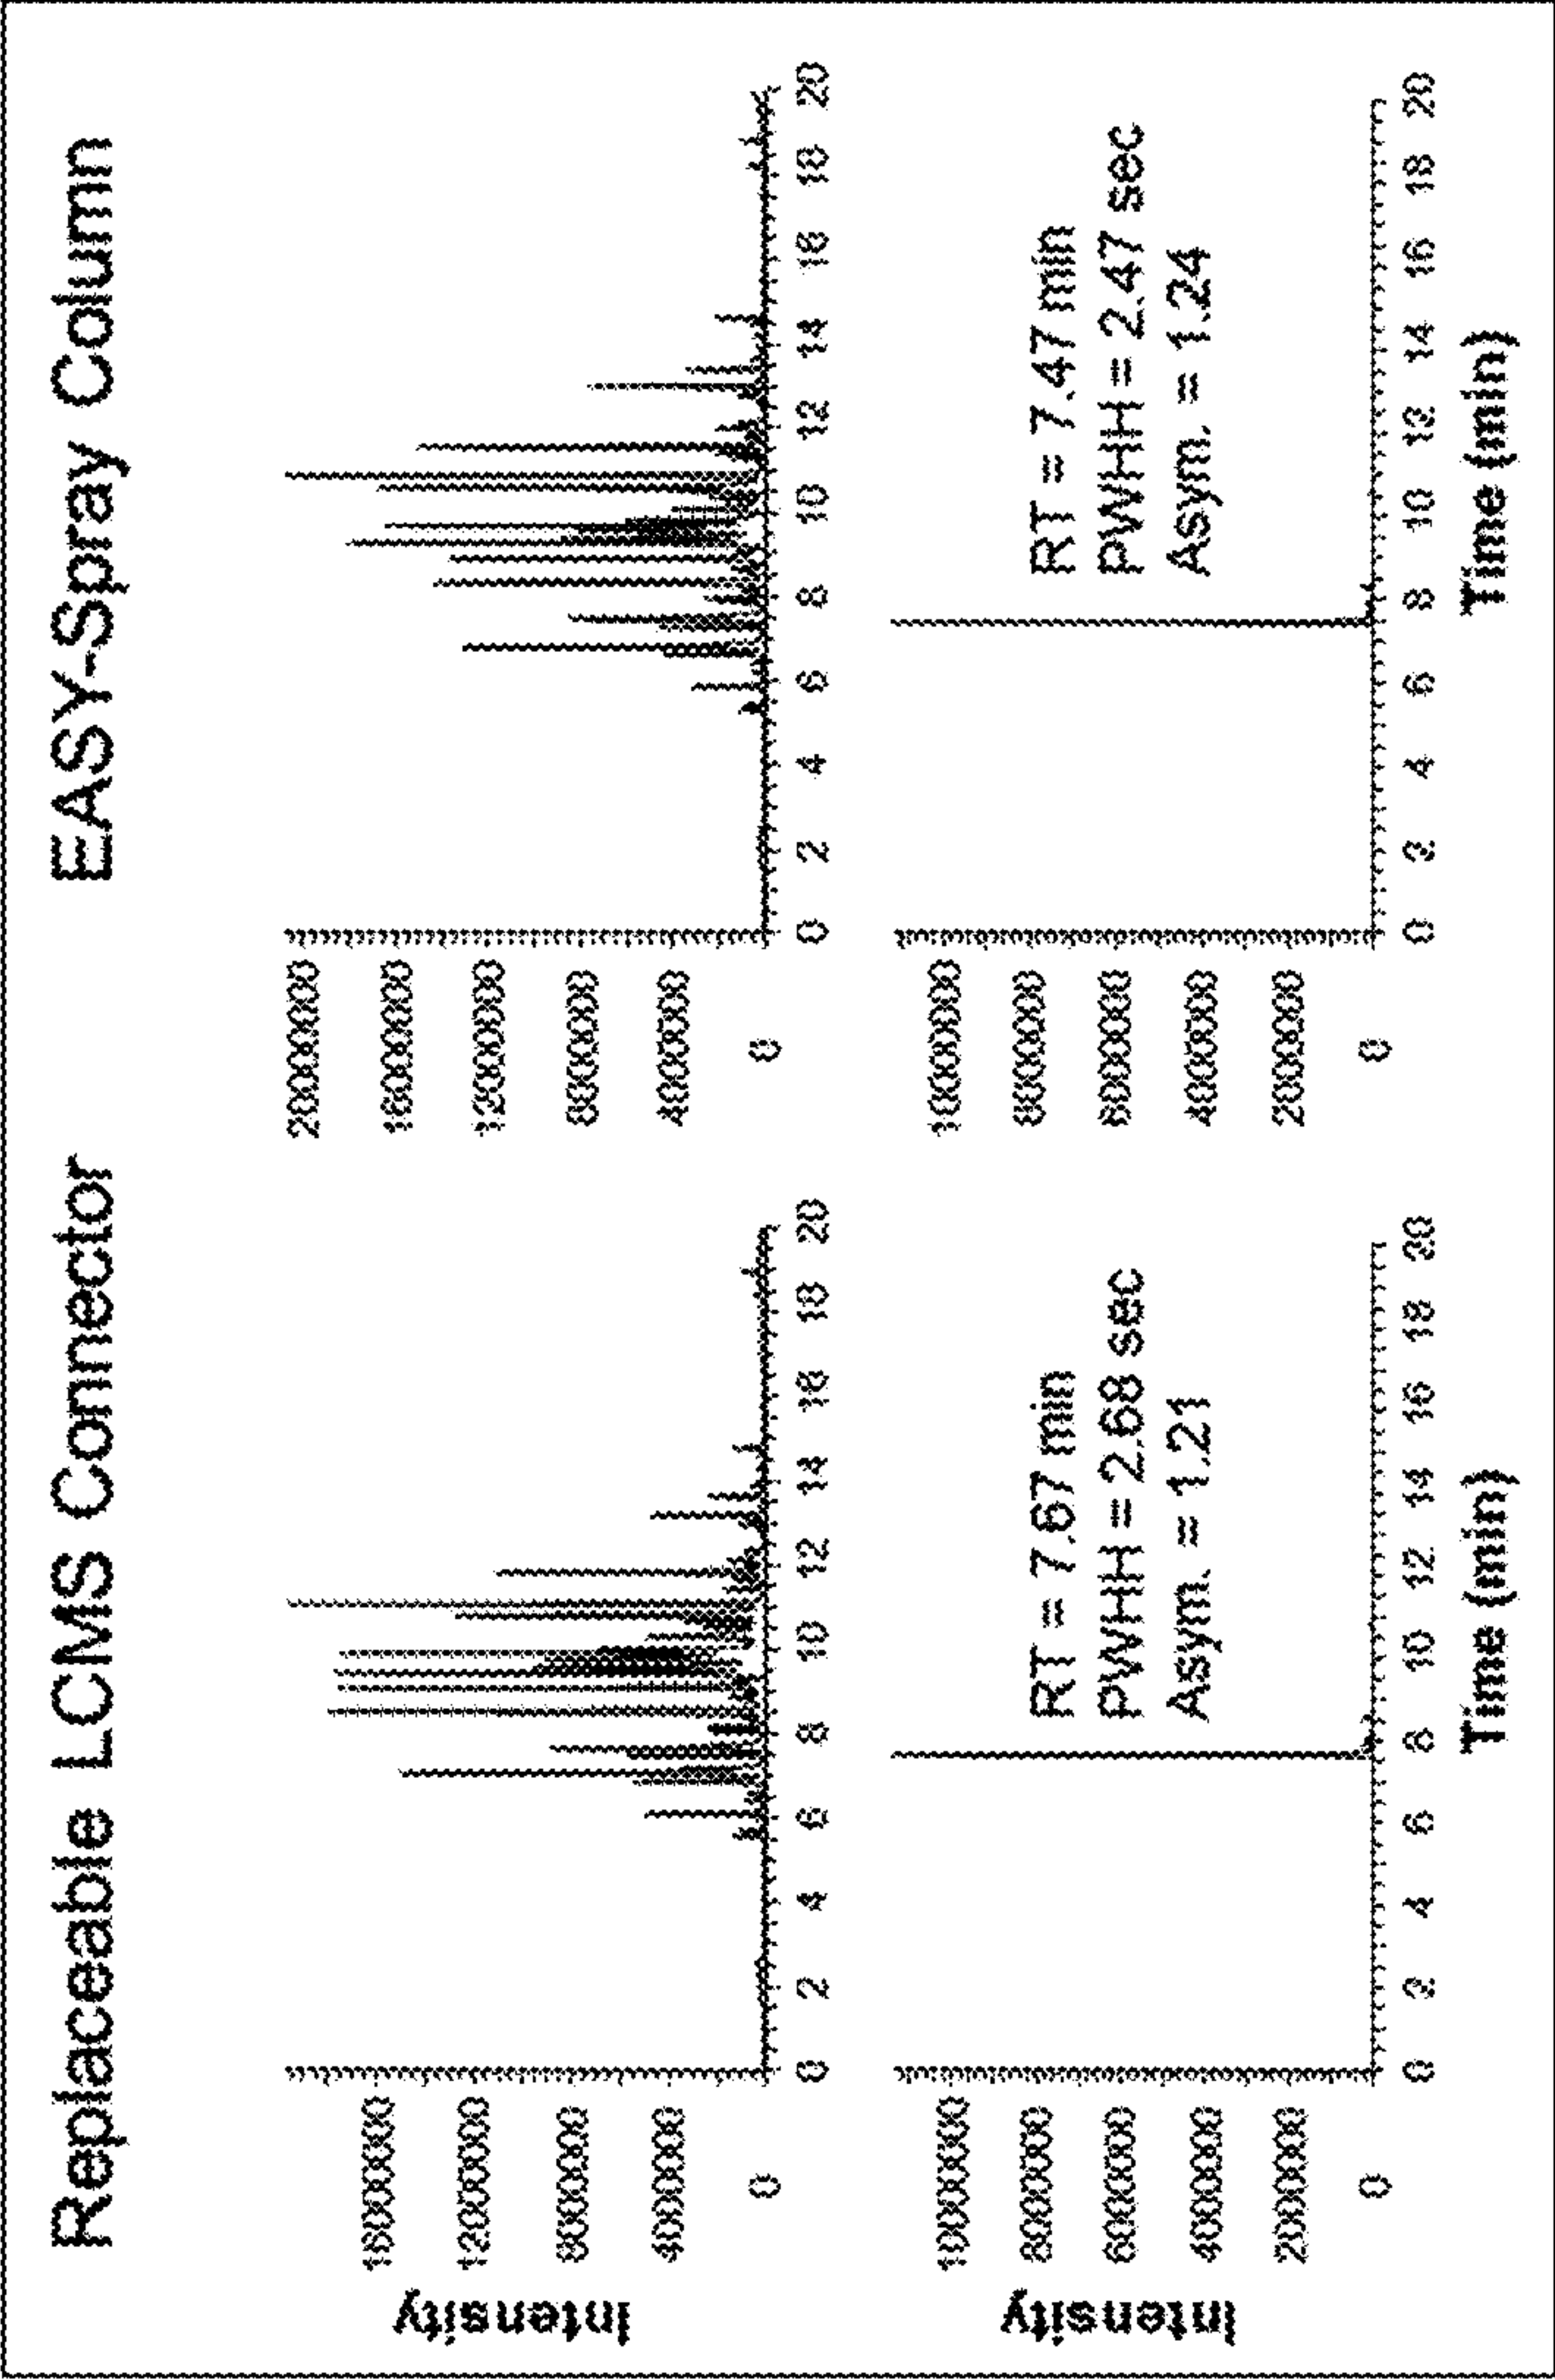 Replaceable LCMS Connector
EASY-Spray Column
Intensity
16000000
12000000
8000000
4000000
0
0 2 4 6 8 10 12 14 16 18 20
20000000
16000000
12000000
8000000
4000000
0
0 2 4 6 8 10 12 14 16 18 20
Intensity
10000000
8000000
6000000
4000000
2000000
0
RT = 7.67 min
PWHH = 2.68 sec
Asym. = 1.21
0 2 4 6 8 10 12 14 16 18 20
Time (min)
10000000
8000000
6000000
4000000
2000000
0
RT = 7.47 min
PWHH = 2.47 sec
Asym. = 1.24
0 2 4 6 8 10 12 14 16 18 20
Time (min)